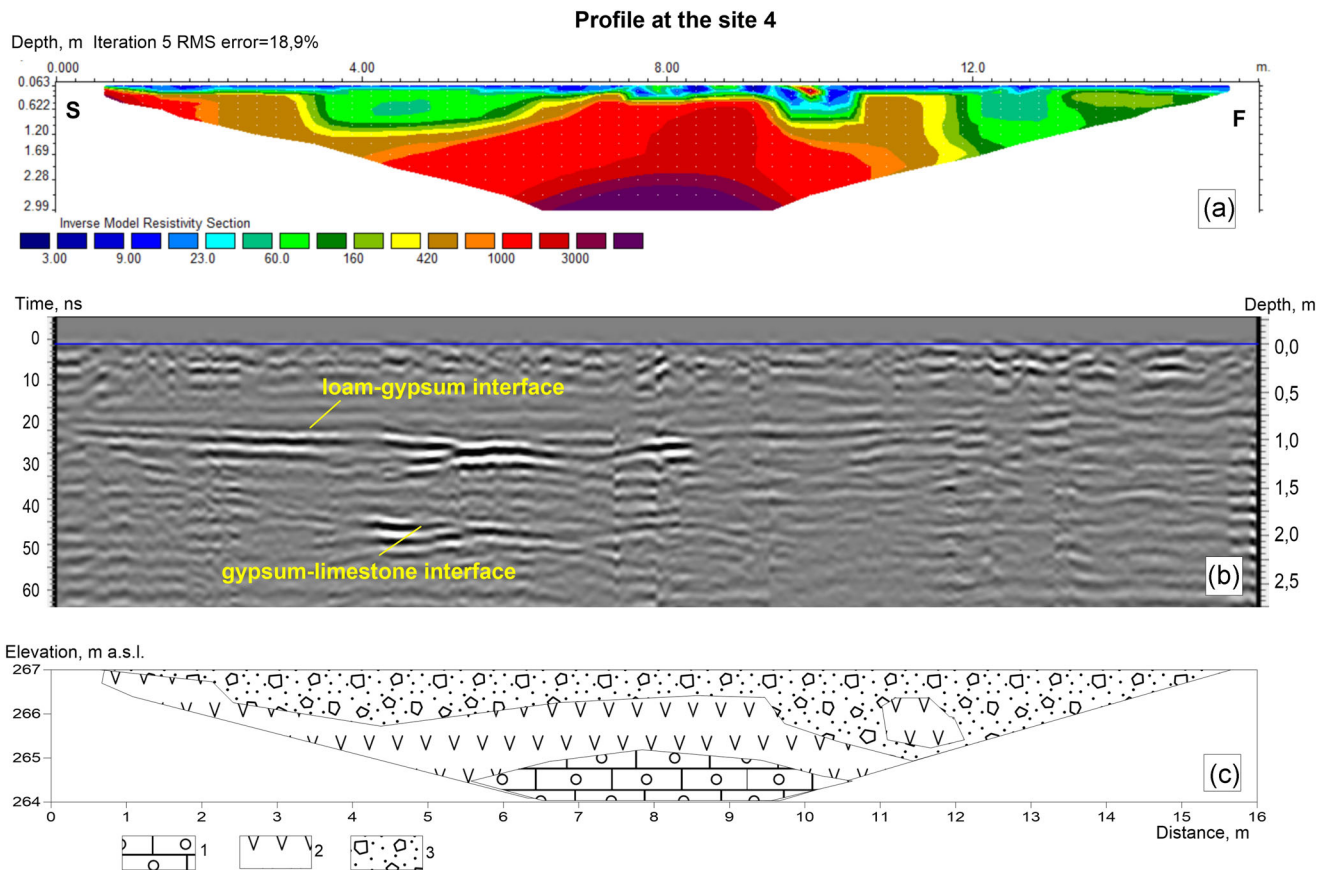 Profile at the site 4
Depth, m Iteration 5 RMS error=18,9%
0.000 4.00 8.00 12.0 m.
0.063
0.622
1.20
1.69
2.28
2.99
S
F
(a)
Inverse Model Resistivity Section
3.00 9.00 23.0 60.0 160 420 1000 3000
Time, ns
Depth, m
0
10
20
30
40
50
60
loam-gypsum interface
gypsum-limestone interface
0,0
0,5
1,0
1,5
2,0
2,5
(b)
Elevation, m a.s.l.
267
266
265
264
(c)
0 1 2 3 4 5 6 7 8 9 10 11 12 13 14 15 16
Distance, m
1 2 3